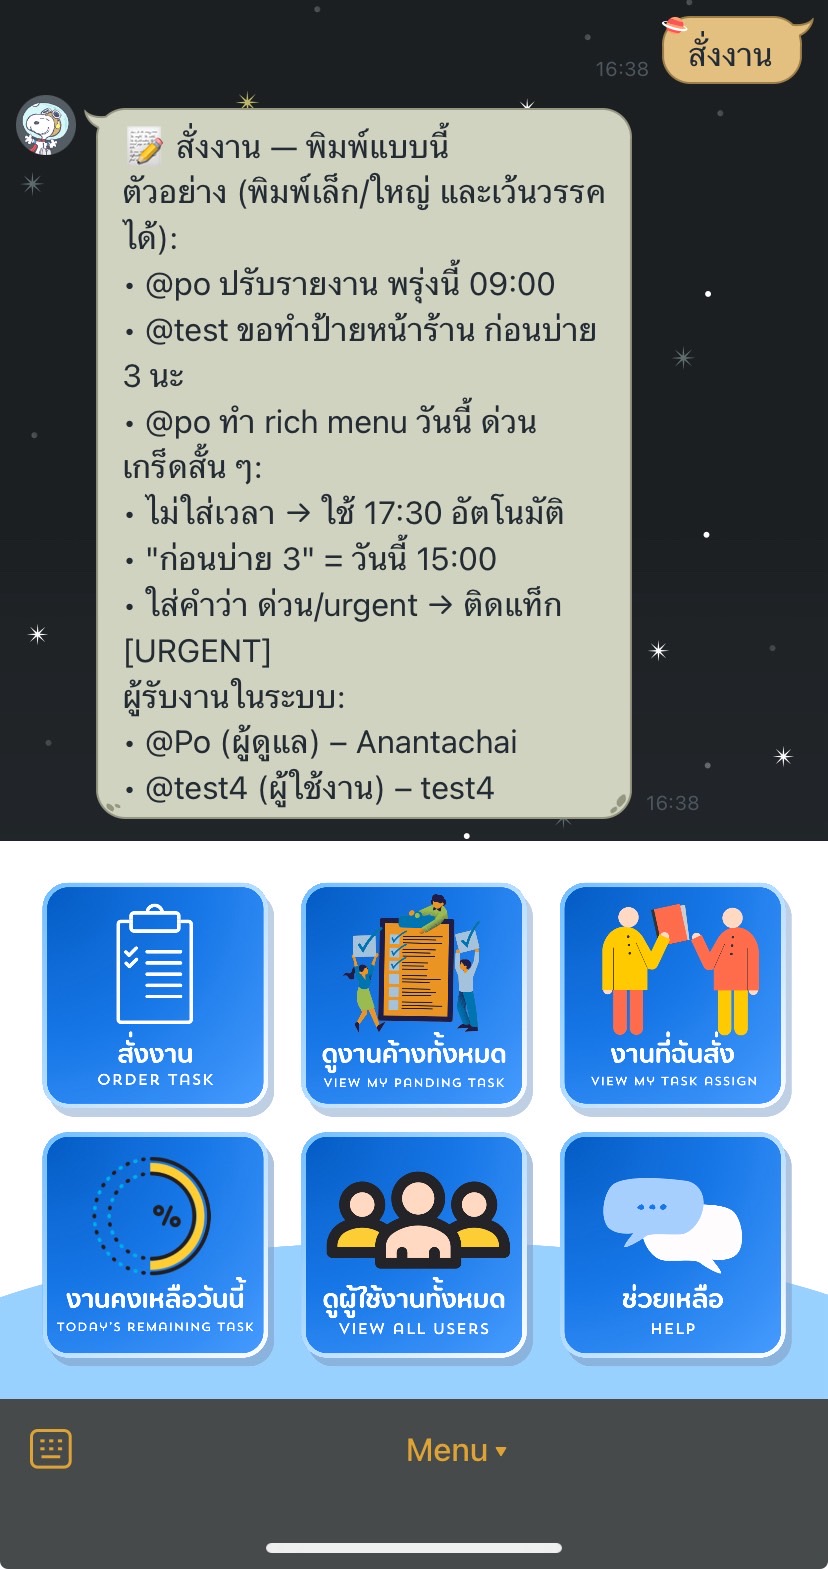 สั่งงาน
16:38
📝 สั่งงาน — พิมพ์แบบนี้
ตัวอย่าง (พิมพ์เล็ก/ใหญ่ และเว้นวรรค
ได้):
• @po ปรับรายงาน พรุ่งนี้ 09:00
• @test ขอทำป้ายหน้าร้าน ก่อนบ่าย
3 นะ
• @po ทำ rich menu วันนี้ ด่วน
เกร็ดสั้น ๆ:
• ไม่ใส่เวลา → ใช้ 17:30 อัตโนมัติ
• "ก่อนบ่าย 3" = วันนี้ 15:00
• ใส่คำว่า ด่วน/urgent → ติดแท็ก
[URGENT]
ผู้รับงานในระบบ:
• @Po (ผู้ดูแล) – Anantachai
• @test4 (ผู้ใช้งาน) – test4
16:38
สั่งงาน
ORDER TASK
ดูงานค้างทั้งหมด
VIEW MY PANDING TASK
งานที่ฉันสั่ง
VIEW MY TASK ASSIGN
%
งานคงเหลือวันนี้
TODAY'S REMAINING TASK
ดูผู้ใช้งานทั้งหมด
VIEW ALL USERS
ช่วยเหลือ
HELP
Menu ▾